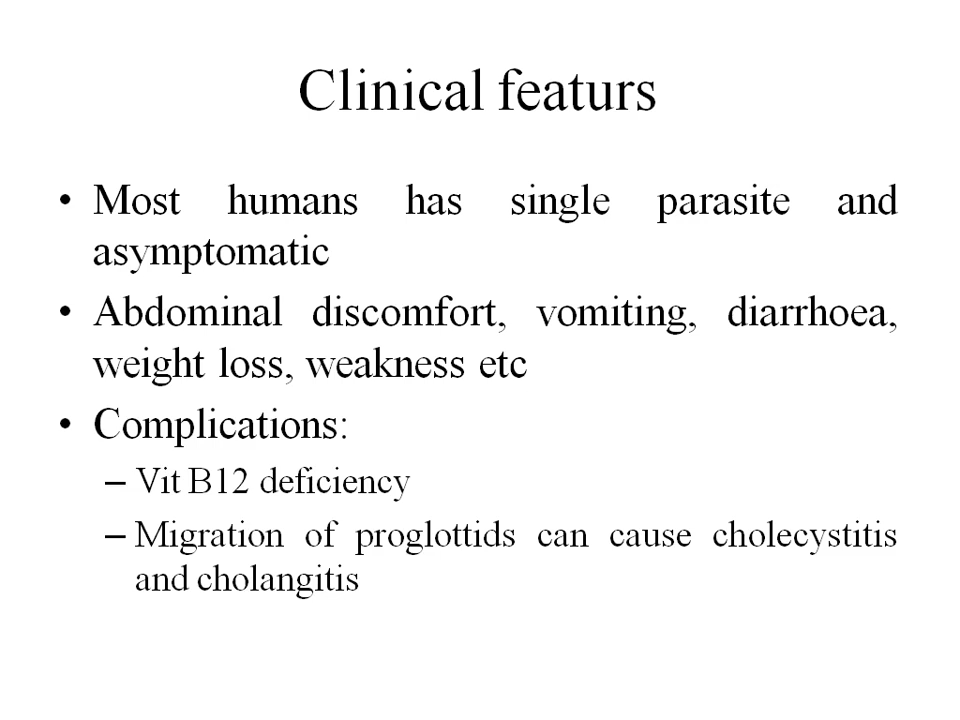 Clinical featurs
• Most humans has single parasite and
asymptomatic
• Abdominal discomfort, vomiting, diarrhoea,
weight loss, weakness etc
• Complications:
– Vit B12 deficiency
– Migration of proglottids can cause cholecystitis
and cholangitis